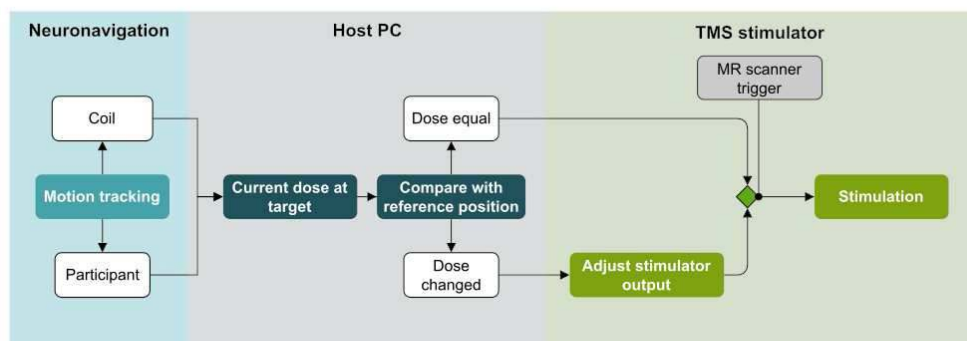 Neuronavigation
Host PC
TMS stimulator
MR scanner
trigger
Coil
Dose equal
Motion tracking
Current dose at
target
Compare with
reference position
Stimulation
Participant
Dose
changed
Adjust stimulator
output